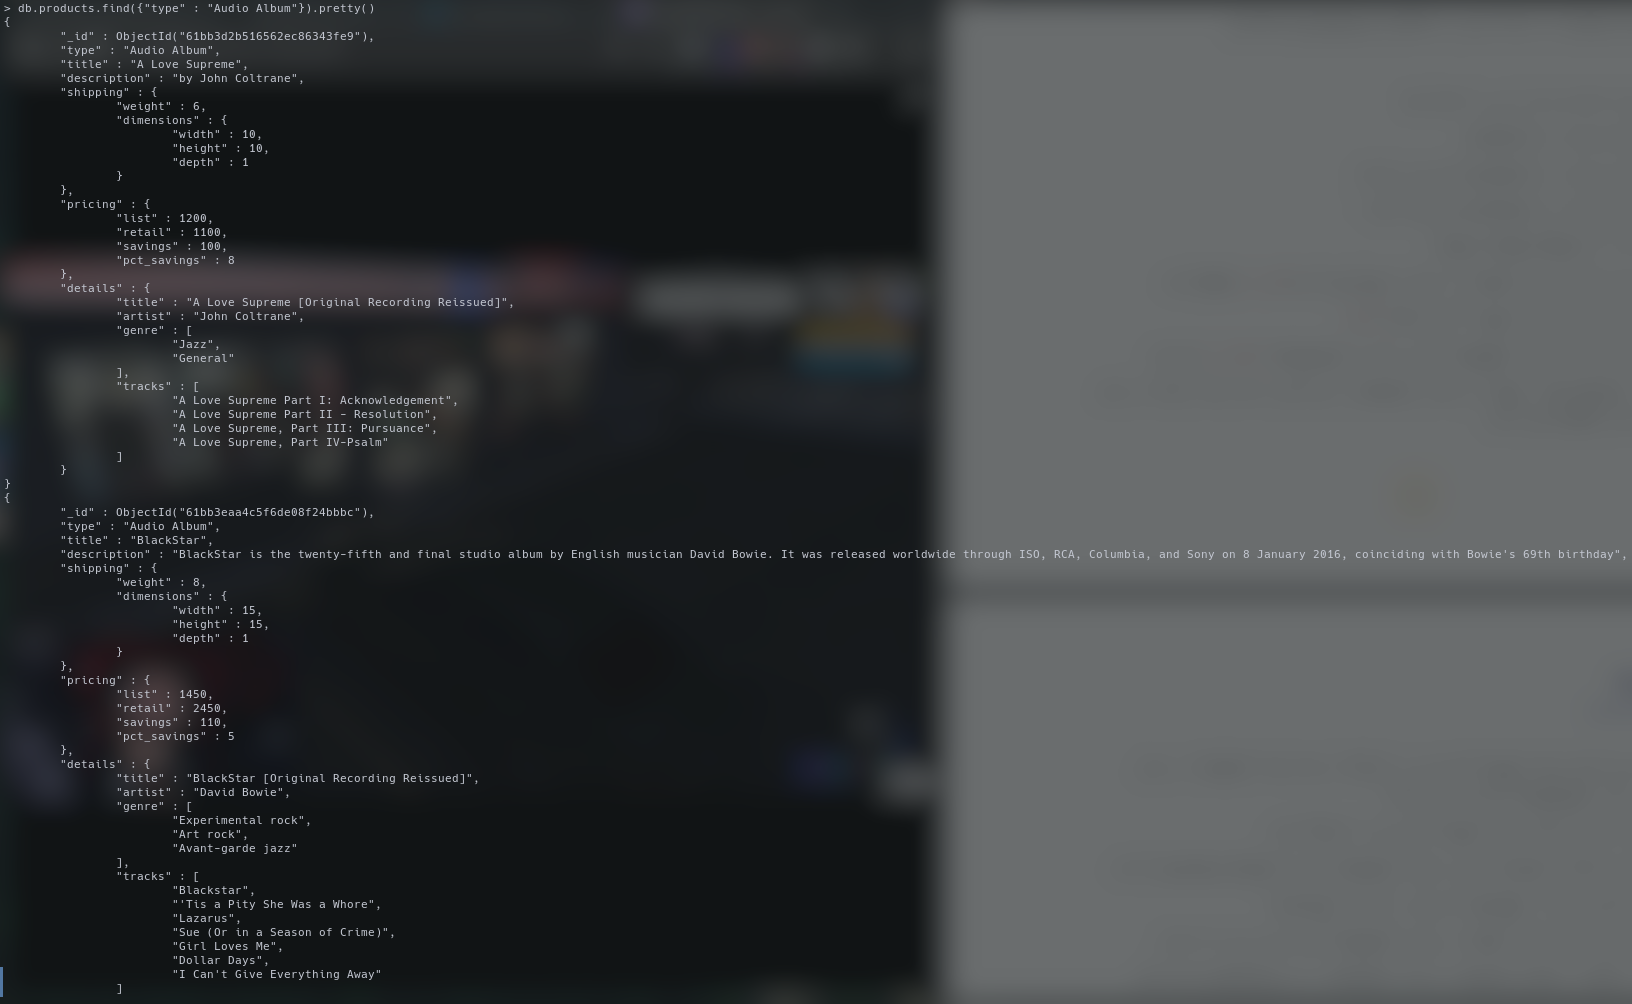 > db.products.find({"type" : "Audio Album"}).pretty()
{
        "_id" : ObjectId("61bb3d2b516562ec86343fe9"),
        "type" : "Audio Album",
        "title" : "A Love Supreme",
        "description" : "by John Coltrane",
        "shipping" : {
                "weight" : 6,
                "dimensions" : {
                        "width" : 10,
                        "height" : 10,
                        "depth" : 1
                }
        },
        "pricing" : {
                "list" : 1200,
                "retail" : 1100,
                "savings" : 100,
                "pct_savings" : 8
        },
        "details" : {
                "title" : "A Love Supreme [Original Recording Reissued]",
                "artist" : "John Coltrane",
                "genre" : [
                        "Jazz",
                        "General"
                ],
                "tracks" : [
                        "A Love Supreme Part I: Acknowledgement",
                        "A Love Supreme Part II - Resolution",
                        "A Love Supreme, Part III: Pursuance",
                        "A Love Supreme, Part IV-Psalm"
                ]
        }
}
{
        "_id" : ObjectId("61bb3eaa4c5f6de08f24bbbc"),
        "type" : "Audio Album",
        "title" : "BlackStar",
        "description" : "BlackStar is the twenty-fifth and final studio album by English musician David Bowie. It was released worldwide through ISO, RCA, Columbia, and Sony on 8 January 2016, coinciding with Bowie's 69th birthday",
        "shipping" : {
                "weight" : 8,
                "dimensions" : {
                        "width" : 15,
                        "height" : 15,
                        "depth" : 1
                }
        },
        "pricing" : {
                "list" : 1450,
                "retail" : 2450,
                "savings" : 110,
                "pct_savings" : 5
        },
        "details" : {
                "title" : "BlackStar [Original Recording Reissued]",
                "artist" : "David Bowie",
                "genre" : [
                        "Experimental rock",
                        "Art rock",
                        "Avant-garde jazz"
                ],
                "tracks" : [
                        "Blackstar",
                        "'Tis a Pity She Was a Whore",
                        "Lazarus",
                        "Sue (Or in a Season of Crime)",
                        "Girl Loves Me",
                        "Dollar Days",
                        "I Can't Give Everything Away"
                ]